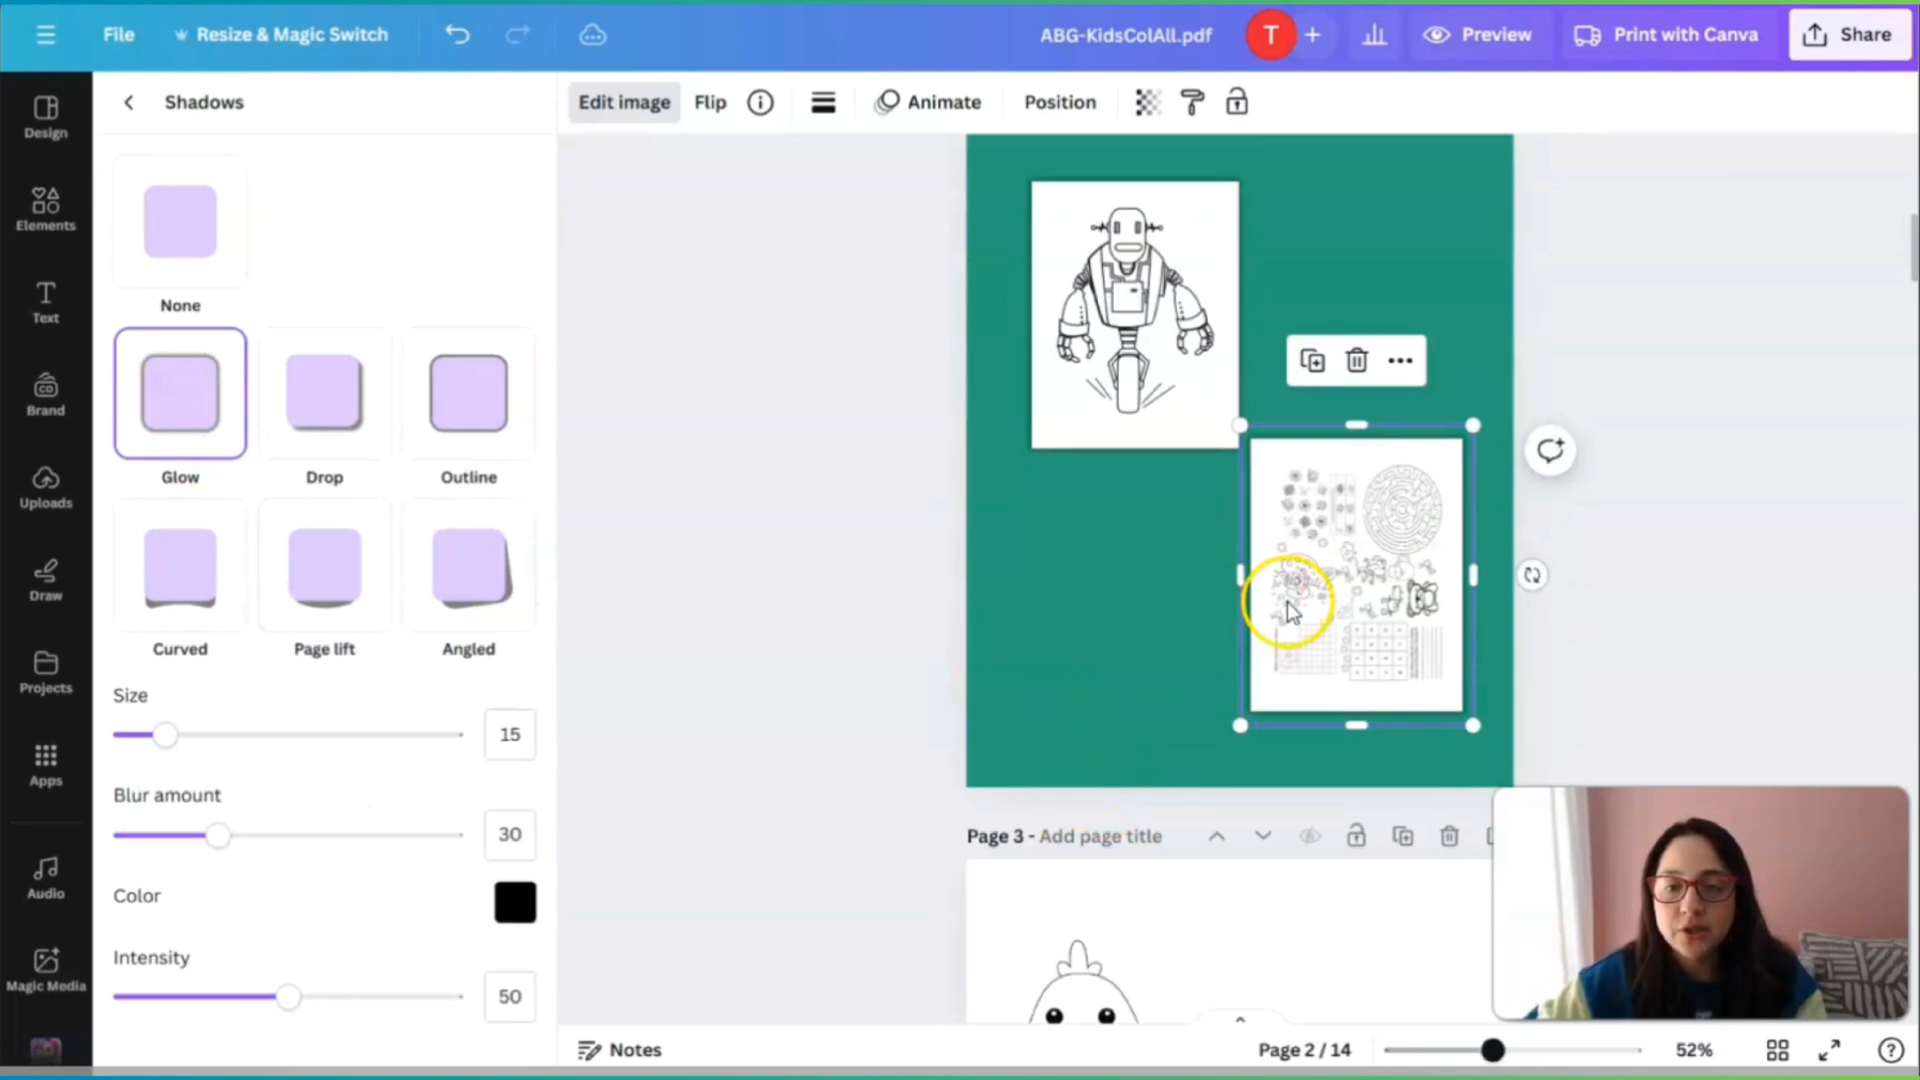 File
Resize & Magic Switch
ABG-KidsColAll.pdf
T
Preview
Print with Canva
Share
Design
Elements
Text
Brand
CO
Uploads
Draw
Projects
Apps
Audio
Magic Media
Shadows
None
Glow
Drop
Outline
Curved
Page lift
Angled
Size
15
Blur amount
30
Color
Intensity
50
Edit image
Flip
Animate
Position
Page 3 - Add page title
Notes
Page 2 / 14
52%